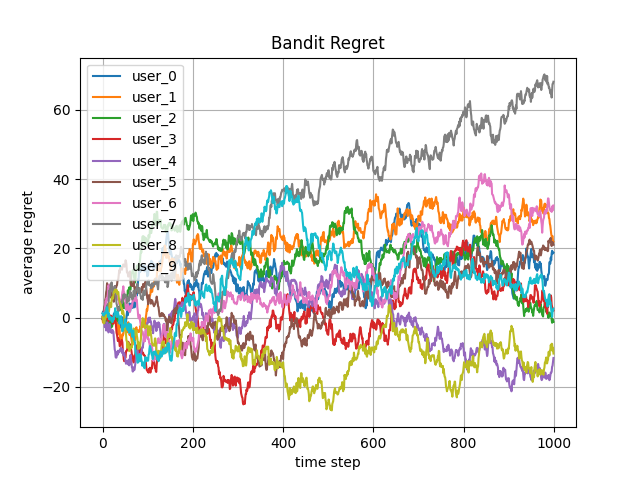 Bandit Regret
user_0
user_1
user_2
user_3
user_4
user_5
user_6
user_7
user_8
user_9
average regret
60
40
20
0
−20
0
200
400
600
800
1000
time step